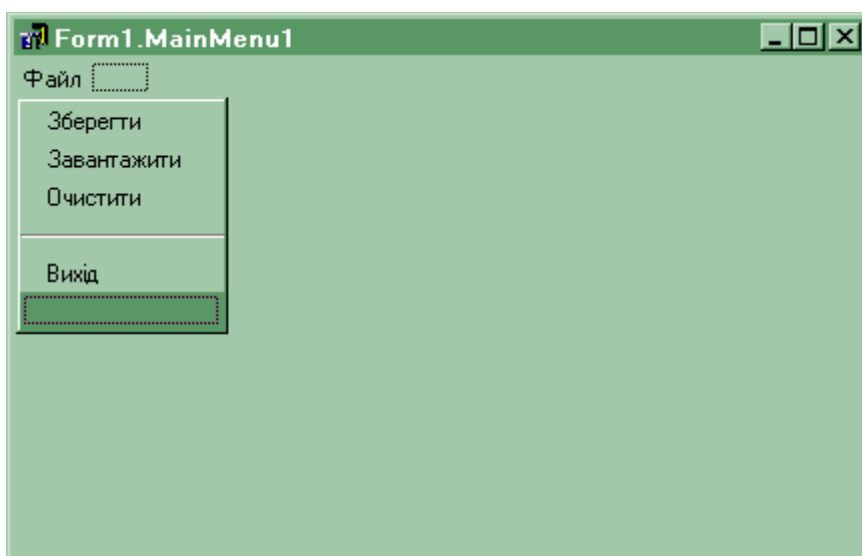 Form1.MainMenu1
Файл
Зберегти
Завантажити
Очистити
Вихід